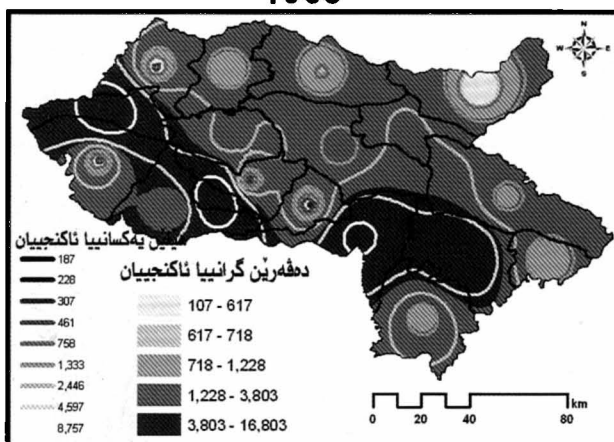 N
W E
S
هێلێن یەکسانییا ئاکنجییان
187
228
307
461
758
1,333
2,446
4,597
8,757
دەڤەرێن گرانییا ئاکنجییان
107 - 617
617 - 718
718 - 1,228
1,228 - 3,803
3,803 - 16,803
km
0 20 40 80